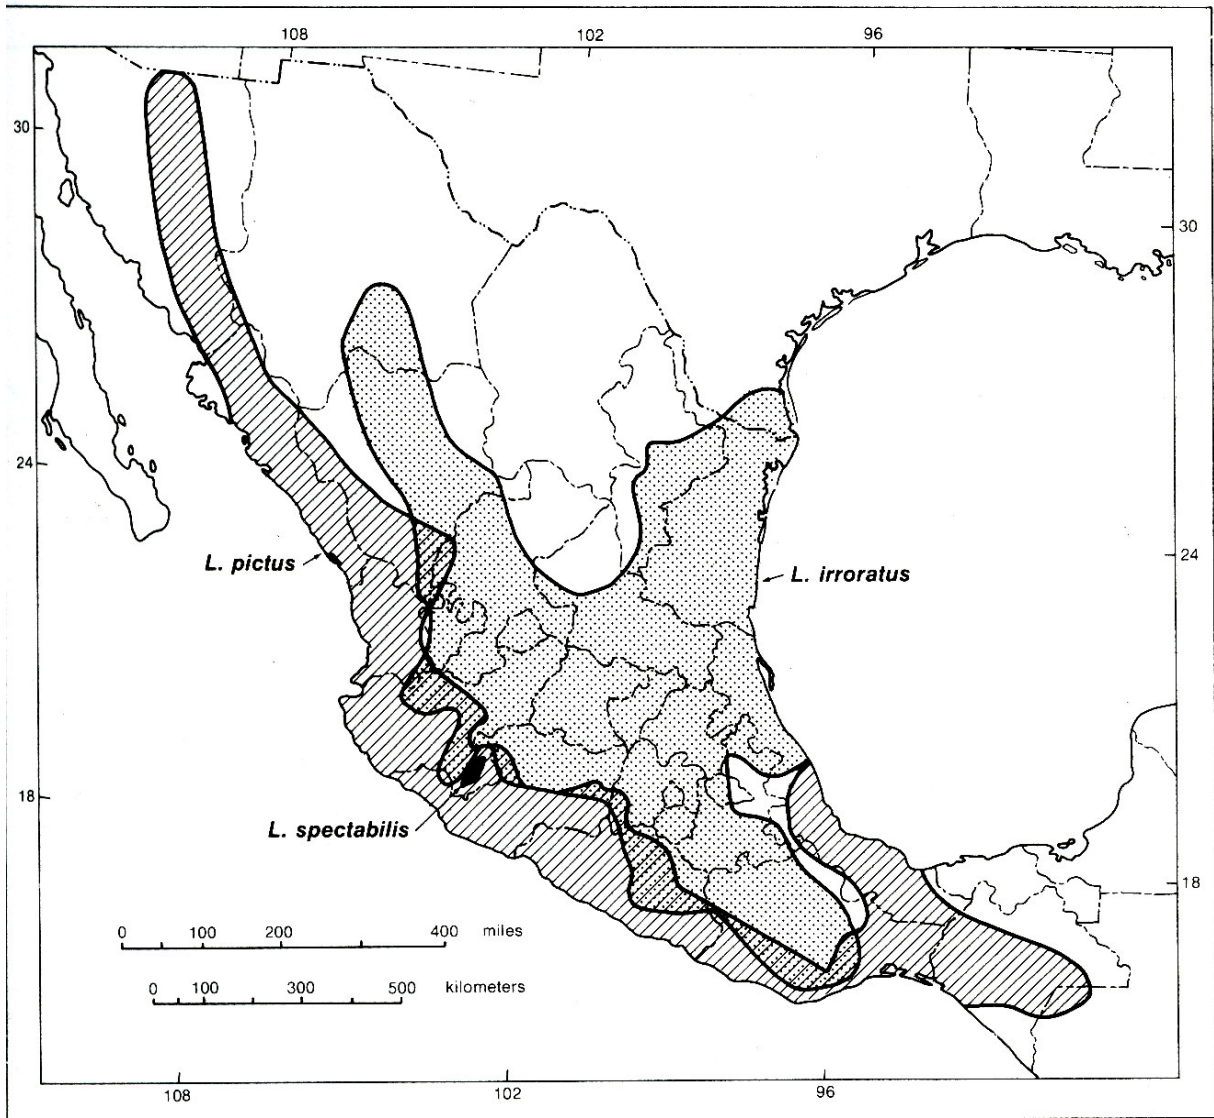 108 102 96
30
30
24
24
L. pictus
L. irroratus
18
L. spectabilis
18
0 100 200 400 miles
0 100 300 500 kilometers
108 102 96